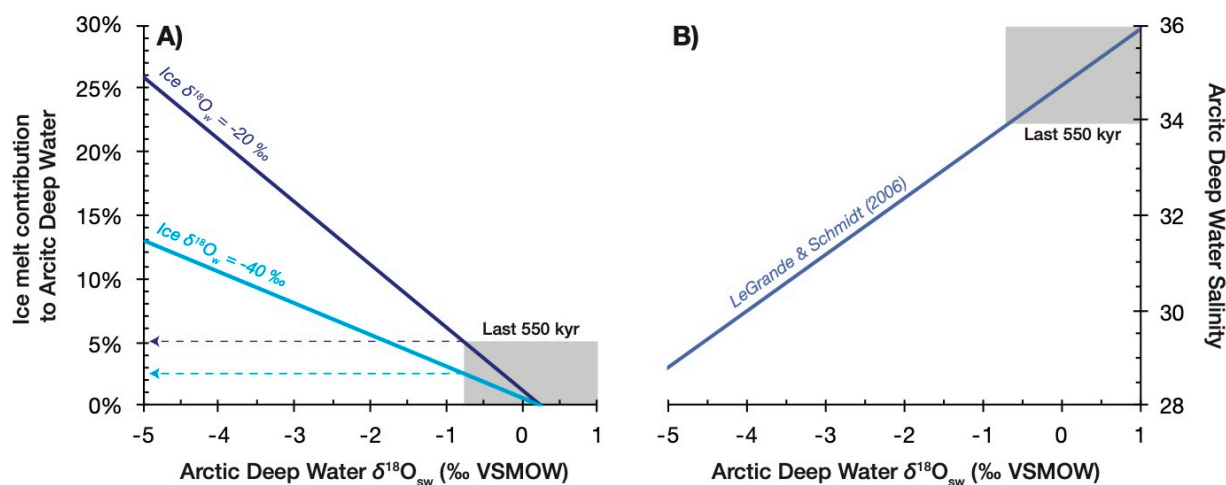 A)
30%
25%
20%
15%
10%
5%
0%
Ice melt contribution
to Arcitc Deep Water
Ice δ¹⁸Ow = -20 ‰
Ice δ¹⁸Ow = -40 ‰
Last 550 kyr
-5 -4 -3 -2 -1 0 1
Arctic Deep Water δ¹⁸Osw (‰ VSMOW)
B)
LeGrande & Schmidt (2006)
Last 550 kyr
36
34
32
30
28
Arcitc Deep Water Salinity
-5 -4 -3 -2 -1 0 1
Arctic Deep Water δ¹⁸Osw (‰ VSMOW)